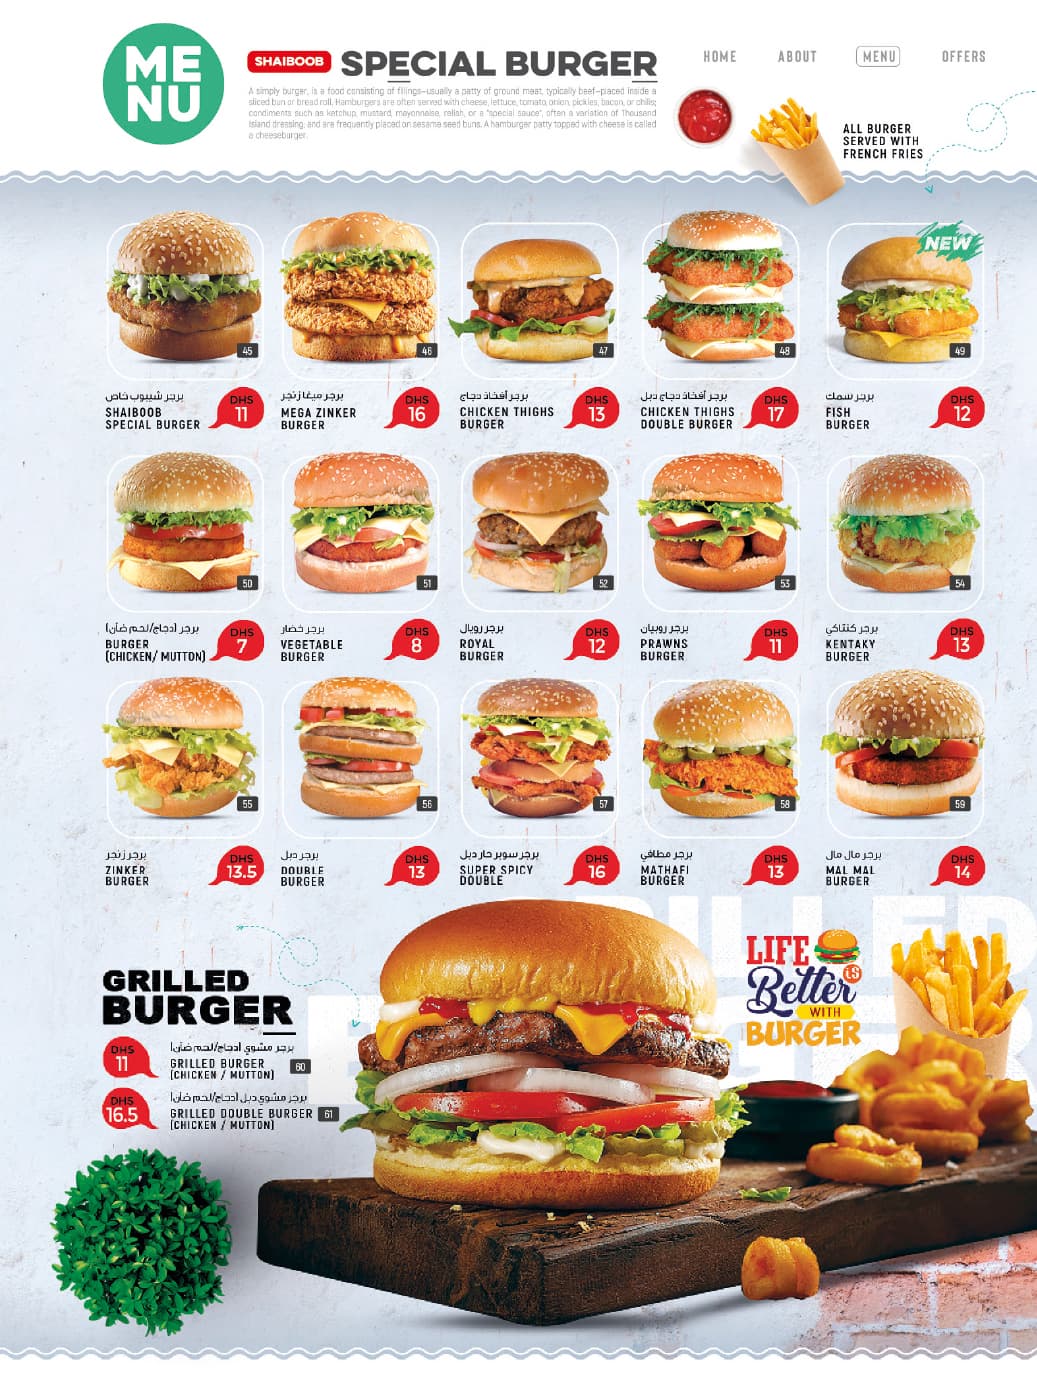 ME
NU
SHAIBOOB
SPECIAL BURGER
A simply burger, is a food consisting of fillings—usually a patty of ground meat, typically beef—placed inside a
sliced bun or bread roll. Hamburgers are often served with cheese, lettuce, tomato, onion, pickles, bacon, or chilis;
condiments such as ketchup, mustard, mayonnaise, relish, or a "special sauce", often a variation of Thousand
Island dressing; and are frequently placed on sesame seed buns. A hamburger patty topped with cheese is called
a cheeseburger.
HOME
ABOUT
MENU
OFFERS
ALL BURGER
SERVED WITH
FRENCH FRIES
NEW
45
46
47
48
49
برجر شيبوب خاص
SHAIBOOB
SPECIAL BURGER
DHS
11
برجر ميغا زنجر
MEGA ZINKER
BURGER
DHS
16
برجر أفخاذ دجاج
CHICKEN THIGHS
BURGER
DHS
13
برجر أفخاذ دجاج دبل
CHICKEN THIGHS
DOUBLE BURGER
DHS
17
برجر سمك
FISH
BURGER
DHS
12
50
51
52
53
54
برجر (دجاج/لحم ضأن)
BURGER
(CHICKEN/ MUTTON)
DHS
7
برجر خضار
VEGETABLE
BURGER
DHS
8
برجر رويال
ROYAL
BURGER
DHS
12
برجر روبيان
PRAWNS
BURGER
DHS
11
برجر كنتاكي
KENTAKY
BURGER
DHS
13
55
56
57
58
59
برجر زنجر
ZINKER
BURGER
DHS
13.5
برجر دبل
DOUBLE
BURGER
DHS
13
برجر سوبر حار دبل
SUPER SPICY
DOUBLE
DHS
16
برجر مطافي
MATHAFI
BURGER
DHS
13
برجر مال مال
MAL MAL
BURGER
DHS
14
GRILLED
BURGER
DHS
11
برجر مشوي (دجاج/لحم ضأن)
GRILLED BURGER
(CHICKEN / MUTTON)
60
DHS
16.5
برجر مشوي دبل (دجاج/لحم ضأن)
GRILLED DOUBLE BURGER
(CHICKEN / MUTTON)
61
LIFE
IS
Better
WITH
BURGER